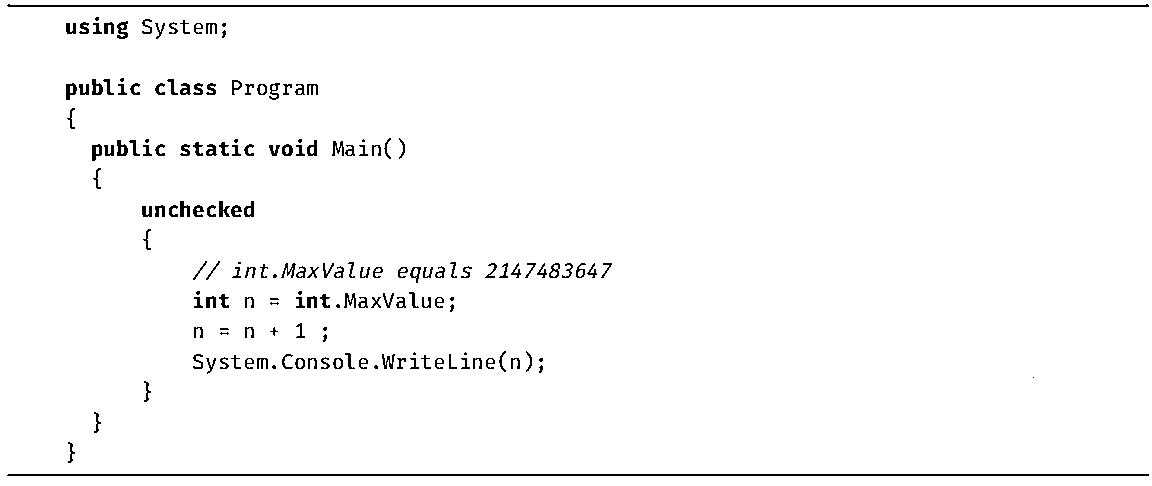 using System;

public class Program
{
  public static void Main()
  {
      unchecked
      {
          // int.MaxValue equals 2147483647
          int n = int.MaxValue;
          n = n + 1 ;
          System.Console.WriteLine(n);
      }
  }
}